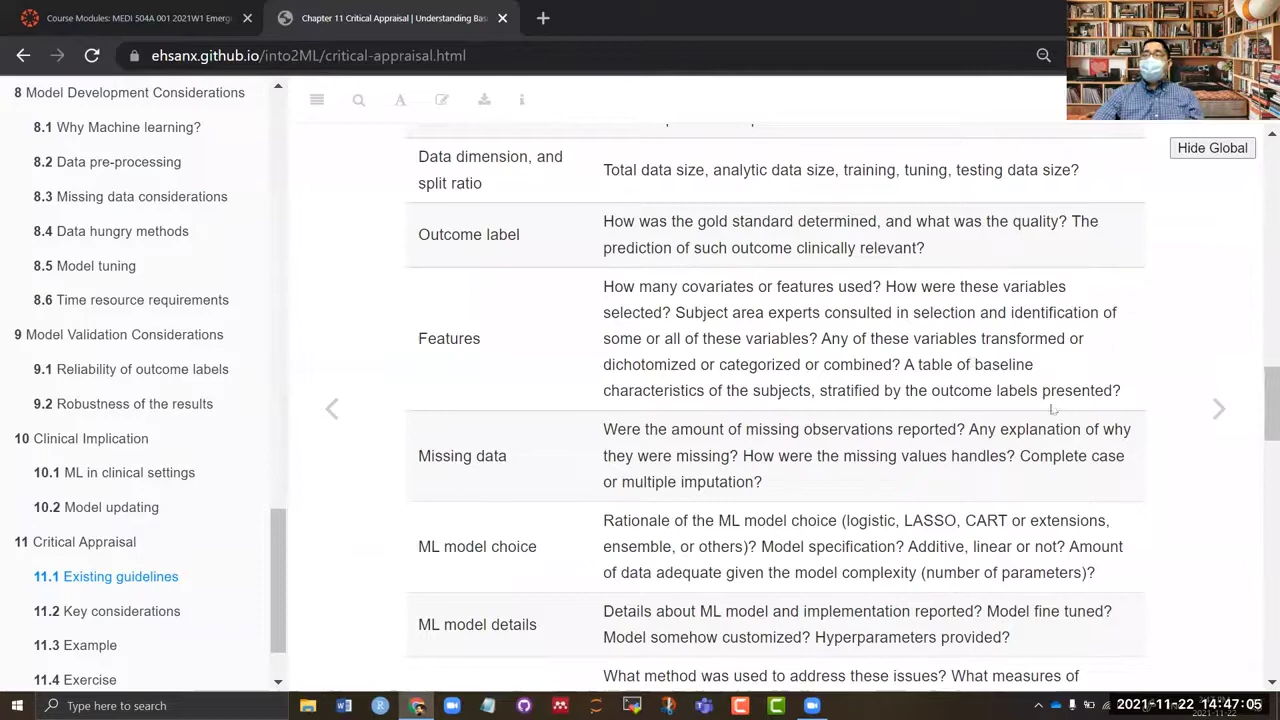 Course Modules: MEDI 504A 001 2021W1 Emerg
Chapter 11 Critical Appraisal | Understanding Bas
ehsanx.github.io/into2ML/critical-appraisal.html
Hide Global
8 Model Development Considerations
8.1 Why Machine learning?
8.2 Data pre-processing
8.3 Missing data considerations
8.4 Data hungry methods
8.5 Model tuning
8.6 Time resource requirements
9 Model Validation Considerations
9.1 Reliability of outcome labels
9.2 Robustness of the results
10 Clinical Implication
10.1 ML in clinical settings
10.2 Model updating
11 Critical Appraisal
11.1 Existing guidelines
11.2 Key considerations
11.3 Example
11.4 Exercise
Data dimension, and
split ratio
Total data size, analytic data size, training, tuning, testing data size?
Outcome label
How was the gold standard determined, and what was the quality? The
prediction of such outcome clinically relevant?
Features
How many covariates or features used? How were these variables
selected? Subject area experts consulted in selection and identification of
some or all of these variables? Any of these variables transformed or
dichotomized or categorized or combined? A table of baseline
characteristics of the subjects, stratified by the outcome labels presented?
Missing data
Were the amount of missing observations reported? Any explanation of why
they were missing? How were the missing values handles? Complete case
or multiple imputation?
ML model choice
Rationale of the ML model choice (logistic, LASSO, CART or extensions,
ensemble, or others)? Model specification? Additive, linear or not? Amount
of data adequate given the model complexity (number of parameters)?
ML model details
Details about ML model and implementation reported? Model fine tuned?
Model somehow customized? Hyperparameters provided?
What method was used to address these issues? What measures of
Type here to search
2021-11-22 14:47:05